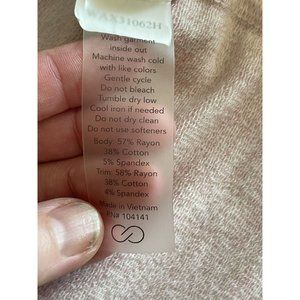 WAX31062H
Wash garment
inside out
Machine wash cold
with like colors
Gentle cycle
Do not bleach
Tumble dry low
Cool iron if needed
Do not dry clean
Do not use softeners
Body: 57% Rayon
38% Cotton
5% Spandex
Trim: 58% Rayon
38% Cotton
4% Spandex
Made in Vietnam
RN# 104141